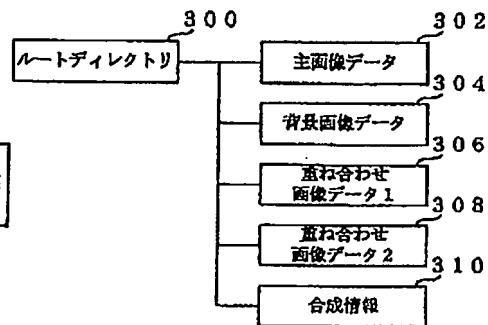 300
ルートディレクトリ
302
主画像データ
304
背景画像データ
306
重ね合わせ
画像データ1
308
重ね合わせ
画像データ2
310
合成情報